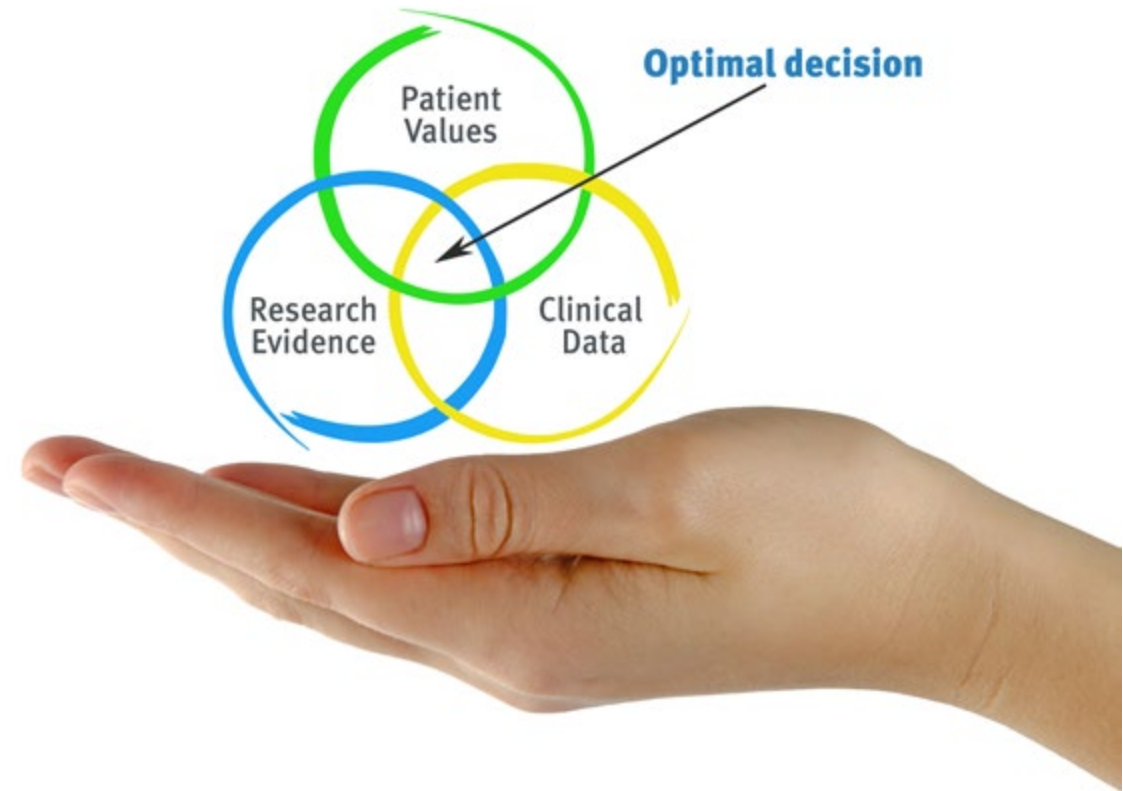 Optimal decision
Patient
Values
Research
Evidence
Clinical
Data